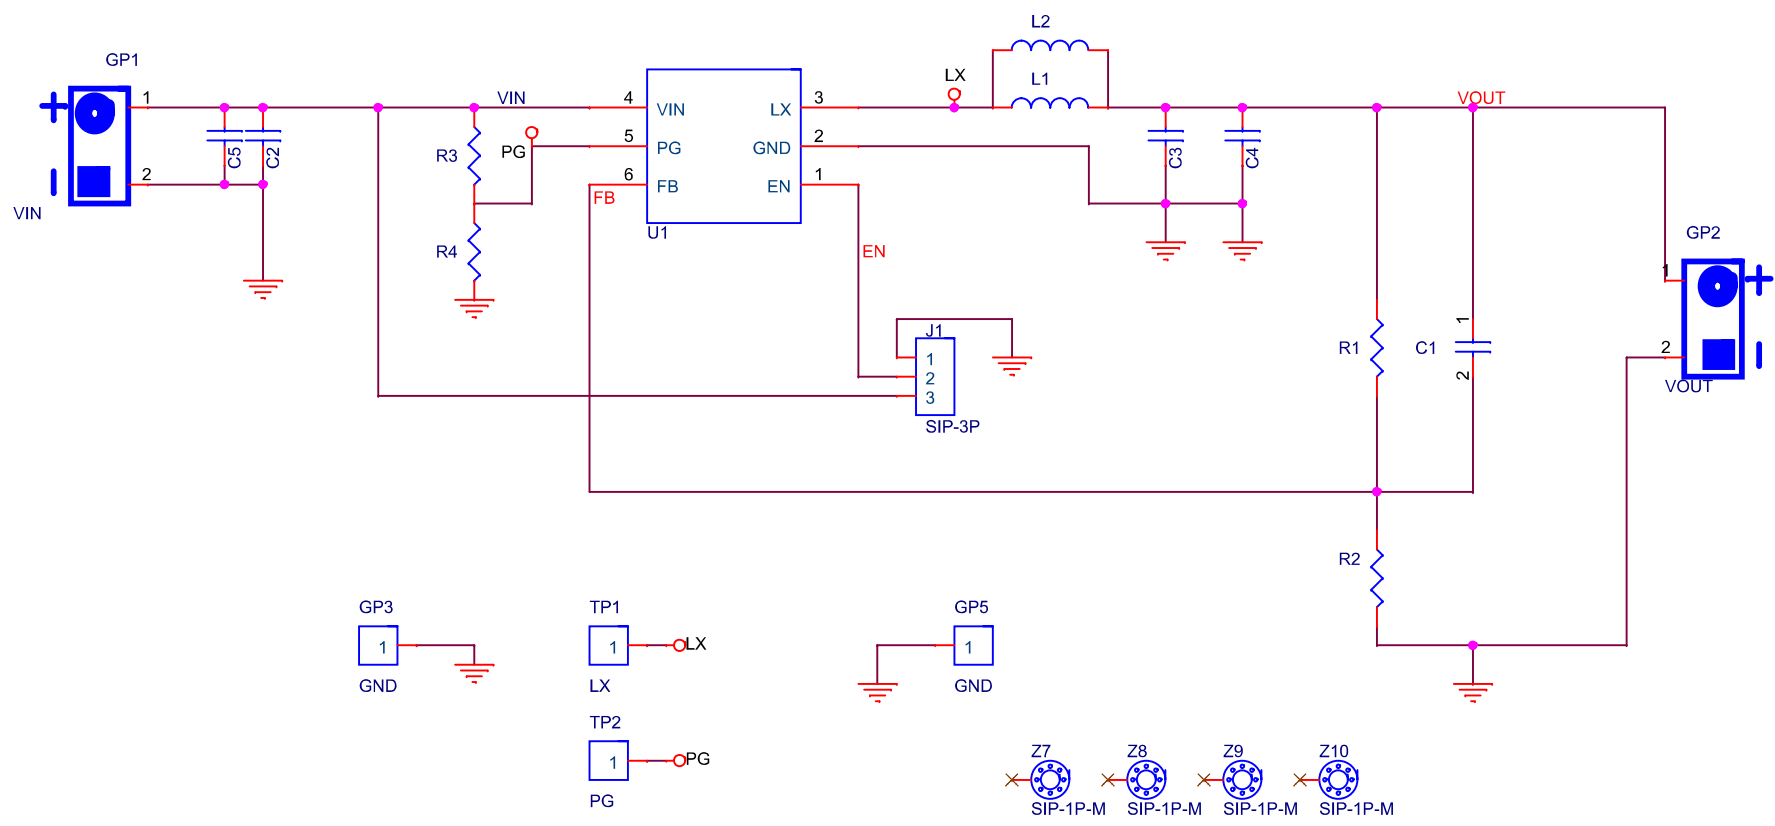 L2
GP1
LX
L1
1
VIN
4
VIN
LX
3
VOUT
C5
C2
R3
PG
5
PG
GND
2
C3
C4
2
6
FB
FB
EN
1
VIN
U1
GP2
R4
EN
1
J1
1
R1
C1
1
2
3
2
2
VOUT
SIP-3P
R2
GP3
TP1
GP5
1
1
LX
1
GND
LX
GND
TP2
1
PG
PG
Z7
Z8
Z9
Z10
SIP-1P-M
SIP-1P-M
SIP-1P-M
SIP-1P-M